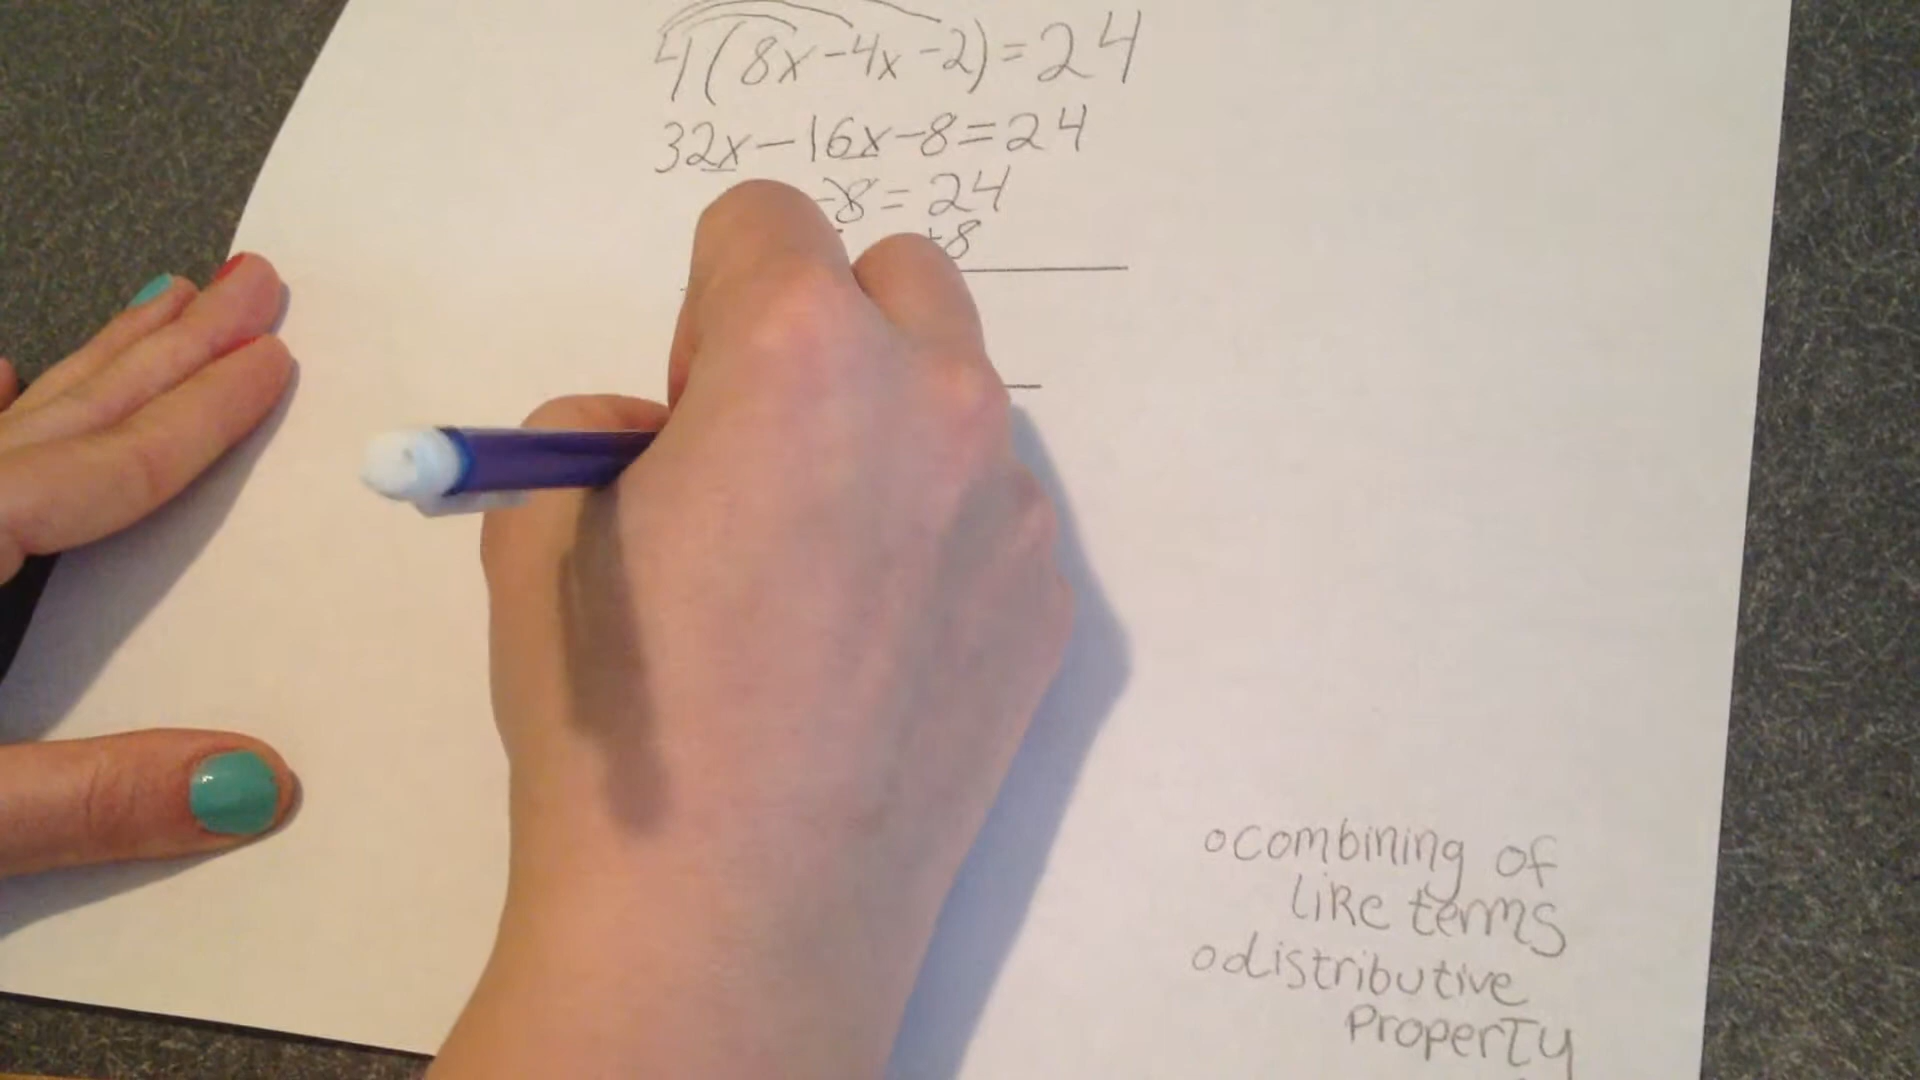 4(8x-4x-2)=24
32x-16x-8=24
-8=24
+8
o combining of
like terms
o distributive
property